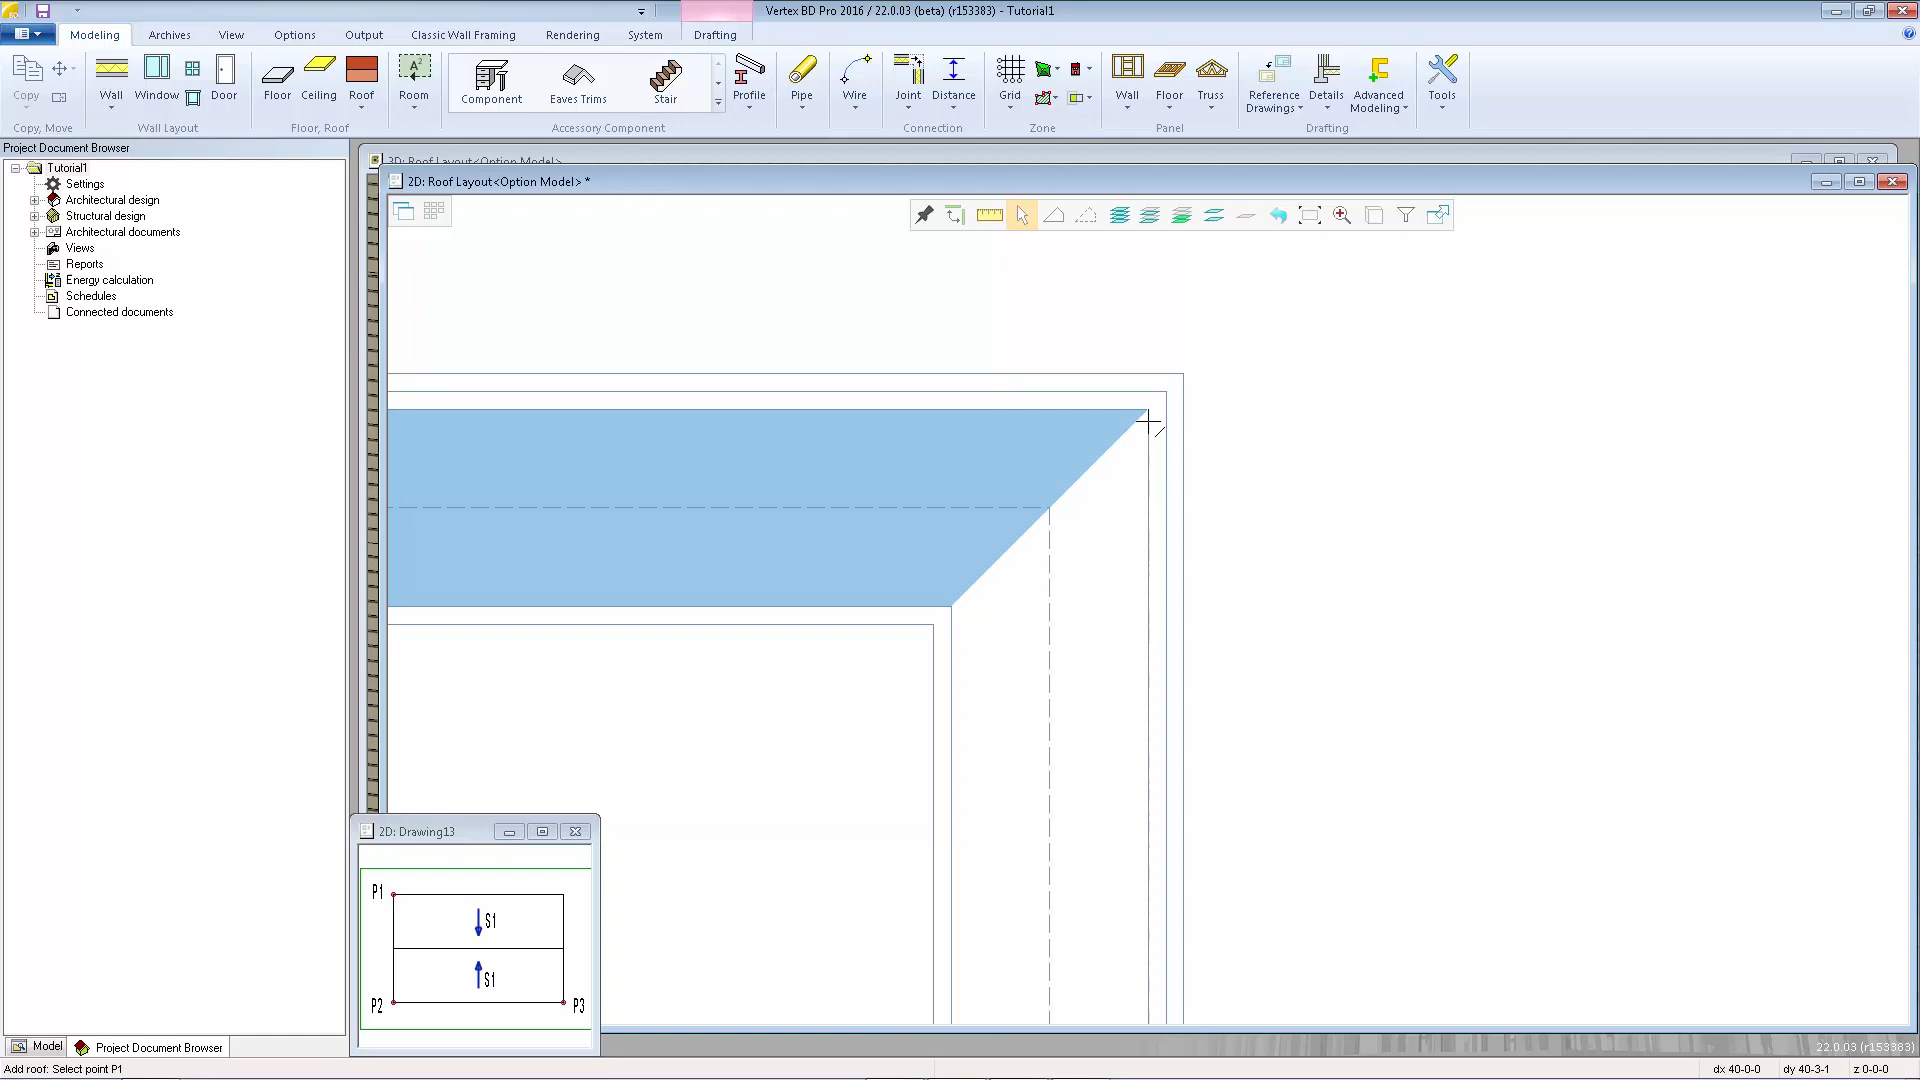 Vertex BD Pro 2016 / 22.0.03 (beta) (r153383) - Tutorial1
Modeling Archives View Options Output Classic Wall Framing Rendering System Drafting
Copy Wall Window Door Floor Ceiling Roof Room Component Eaves Trims Stair Profile Pipe Wire Joint Distance Grid Wall Floor Truss Reference Drawings Details Advanced Modeling Tools
Copy, Move Wall Layout Floor, Roof Accessory Component Connection Zone Panel Drafting
Project Document Browser
3D: Roof Layout<Option Model>
2D: Roof Layout<Option Model> *
Tutorial1
Settings
Architectural design
Structural design
Architectural documents
Views
Reports
Energy calculation
Schedules
Connected documents
2D: Drawing13
P1
S1
S1
P2 P3
Model Project Document Browser
22.0.03 (r153383)
Add roof: Select point P1
dx 40-0-0 dy 40-3-1 z 0-0-0